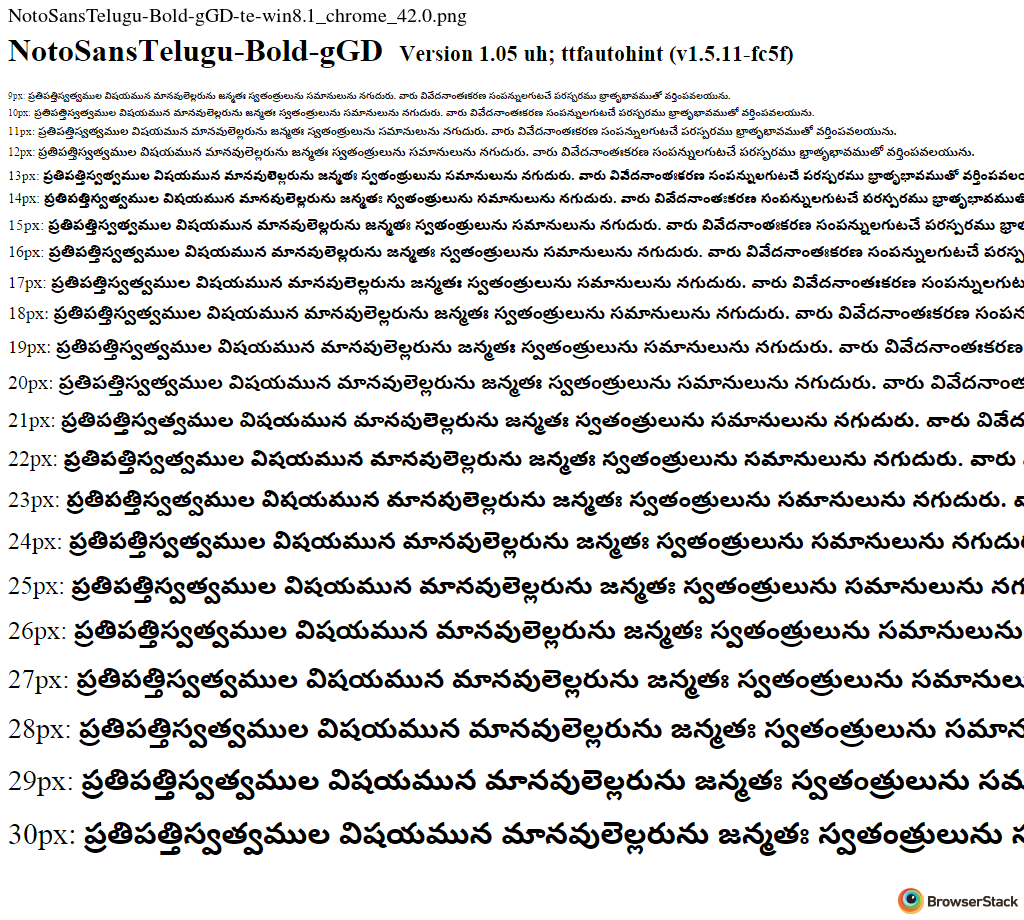 NotoSansTelugu-Bold-gGD-te-win8.1_chrome_42.0.png
NotoSansTelugu-Bold-gGD Version 1.05 uh; ttfautohint (v1.5.11-fc5f)
9px: ప్రతిపత్తిస్వత్వముల విషయమున మానవులెల్లరును జన్మతః స్వతంత్రులును సమానులును నగుదురు. వారు వివేదనాంతఃకరణ సంపన్నులగుటచే పరస్పరము భ్రాతృభావముతో వర్తింపవలయును.
10px: ప్రతిపత్తిస్వత్వముల విషయమున మానవులెల్లరును జన్మతః స్వతంత్రులును సమానులును నగుదురు. వారు వివేదనాంతఃకరణ సంపన్నులగుటచే పరస్పరము భ్రాతృభావముతో వర్తింపవలయును.
11px: ప్రతిపత్తిస్వత్వముల విషయమున మానవులెల్లరును జన్మతః స్వతంత్రులును సమానులును నగుదురు. వారు వివేదనాంతఃకరణ సంపన్నులగుటచే పరస్పరము భ్రాతృభావముతో వర్తింపవలయును.
12px: ప్రతిపత్తిస్వత్వముల విషయమున మానవులెల్లరును జన్మతః స్వతంత్రులును సమానులును నగుదురు. వారు వివేదనాంతఃకరణ సంపన్నులగుటచే పరస్పరము భ్రాతృభావముతో వర్తింపవలయును.
13px: ప్రతిపత్తిస్వత్వముల విషయమున మానవులెల్లరును జన్మతః స్వతంత్రులును సమానులును నగుదురు. వారు వివేదనాంతఃకరణ సంపన్నులగుటచే పరస్పరము భ్రాతృభావముతో వర్తింపవలయ
14px: ప్రతిపత్తిస్వత్వముల విషయమున మానవులెల్లరును జన్మతః స్వతంత్రులును సమానులును నగుదురు. వారు వివేదనాంతఃకరణ సంపన్నులగుటచే పరస్పరము భ్రాతృభావముత
15px: ప్రతిపత్తిస్వత్వముల విషయమున మానవులెల్లరును జన్మతః స్వతంత్రులును సమానులును నగుదురు. వారు వివేదనాంతఃకరణ సంపన్నులగుటచే పరస్పరము భ్రా
16px: ప్రతిపత్తిస్వత్వముల విషయమున మానవులెల్లరును జన్మతః స్వతంత్రులును సమానులును నగుదురు. వారు వివేదనాంతఃకరణ సంపన్నులగుటచే పరస్ప
17px: ప్రతిపత్తిస్వత్వముల విషయమున మానవులెల్లరును జన్మతః స్వతంత్రులును సమానులును నగుదురు. వారు వివేదనాంతఃకరణ సంపన్నులగుట
18px: ప్రతిపత్తిస్వత్వముల విషయమున మానవులెల్లరును జన్మతః స్వతంత్రులును సమానులును నగుదురు. వారు వివేదనాంతఃకరణ సంపన
19px: ప్రతిపత్తిస్వత్వముల విషయమున మానవులెల్లరును జన్మతః స్వతంత్రులును సమానులును నగుదురు. వారు వివేదనాంతఃకరణ
20px: ప్రతిపత్తిస్వత్వముల విషయమున మానవులెల్లరును జన్మతః స్వతంత్రులును సమానులును నగుదురు. వారు వివేదనాంత
21px: ప్రతిపత్తిస్వత్వముల విషయమున మానవులెల్లరును జన్మతః స్వతంత్రులును సమానులును నగుదురు. వారు వివేద
22px: ప్రతిపత్తిస్వత్వముల విషయమున మానవులెల్లరును జన్మతః స్వతంత్రులును సమానులును నగుదురు. వారు
23px: ప్రతిపత్తిస్వత్వముల విషయమున మానవులెల్లరును జన్మతః స్వతంత్రులును సమానులును నగుదురు.
24px: ప్రతిపత్తిస్వత్వముల విషయమున మానవులెల్లరును జన్మతః స్వతంత్రులును సమానులును నగుదు
25px: ప్రతిపత్తిస్వత్వముల విషయమున మానవులెల్లరును జన్మతః స్వతంత్రులును సమానులును నగ
26px: ప్రతిపత్తిస్వత్వముల విషయమున మానవులెల్లరును జన్మతః స్వతంత్రులును సమానులును
27px: ప్రతిపత్తిస్వత్వముల విషయమున మానవులెల్లరును జన్మతః స్వతంత్రులును సమానులు
28px: ప్రతిపత్తిస్వత్వముల విషయమున మానవులెల్లరును జన్మతః స్వతంత్రులును సమాన
29px: ప్రతిపత్తిస్వత్వముల విషయమున మానవులెల్లరును జన్మతః స్వతంత్రులును సమ
30px: ప్రతిపత్తిస్వత్వముల విషయమున మానవులెల్లరును జన్మతః స్వతంత్రులును
BrowserStack